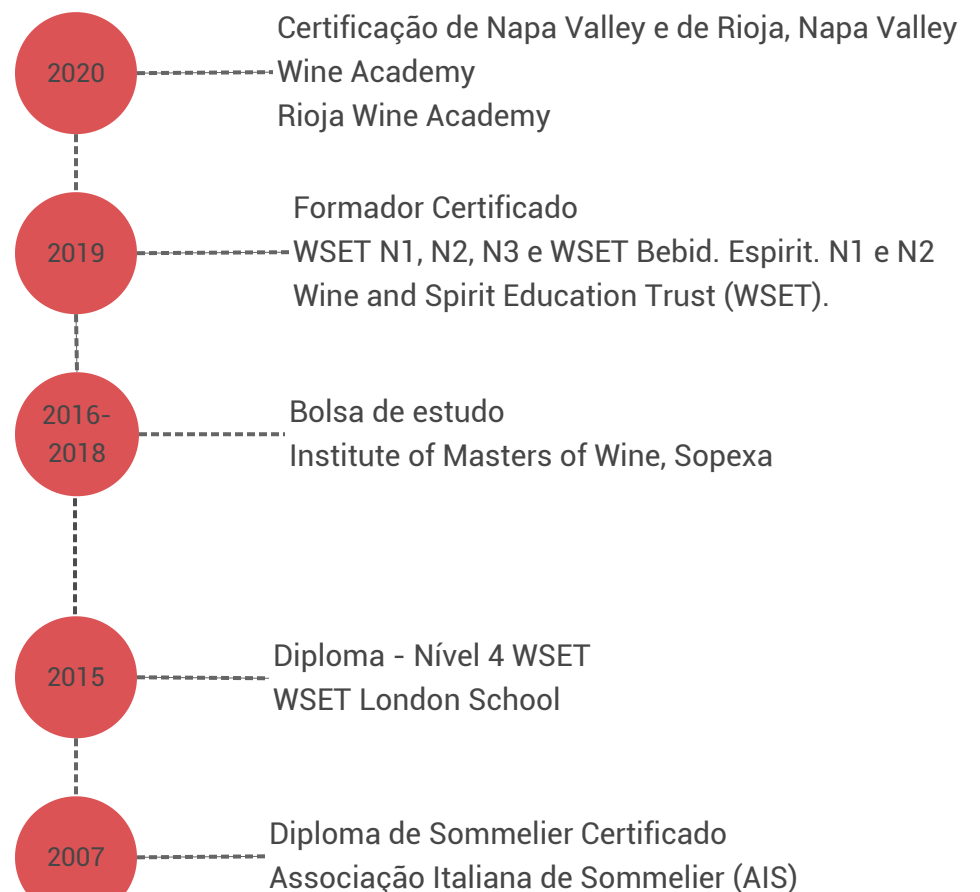 2020
Certificação de Napa Valley e de Rioja, Napa Valley
Wine Academy
Rioja Wine Academy
2019
Formador Certificado
WSET N1, N2, N3 e WSET Bebid. Espirit. N1 e N2
Wine and Spirit Education Trust (WSET).
2016-
2018
Bolsa de estudo
Institute of Masters of Wine, Sopexa
2015
Diploma - Nível 4 WSET
WSET London School
2007
Diploma de Sommelier Certificado
Associação Italiana de Sommelier (AIS)